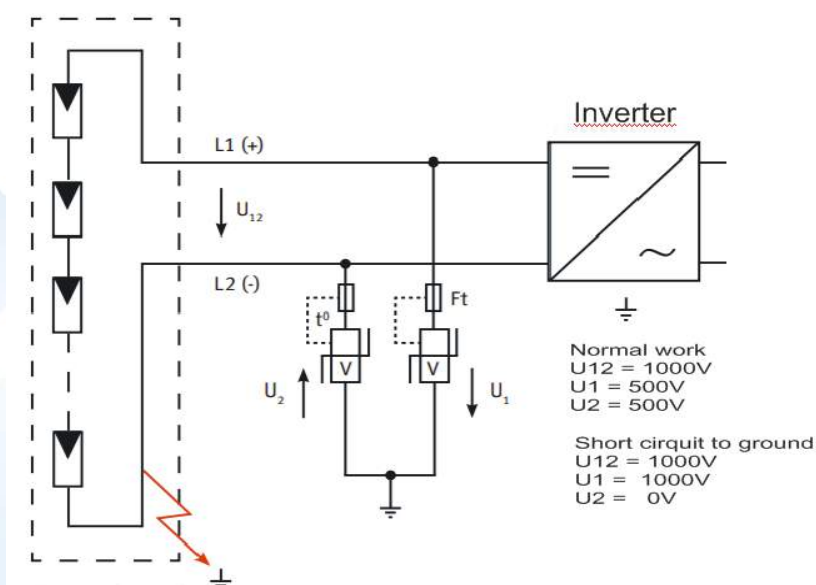 Inverter
L1 (+)
U12
L2 (-)
t0
Ft
V
V
U2
U1
Normal work
U12 = 1000V
U1 = 500V
U2 = 500V
Short cirquit to ground
U12 = 1000V
U1 = 1000V
U2 = 0V